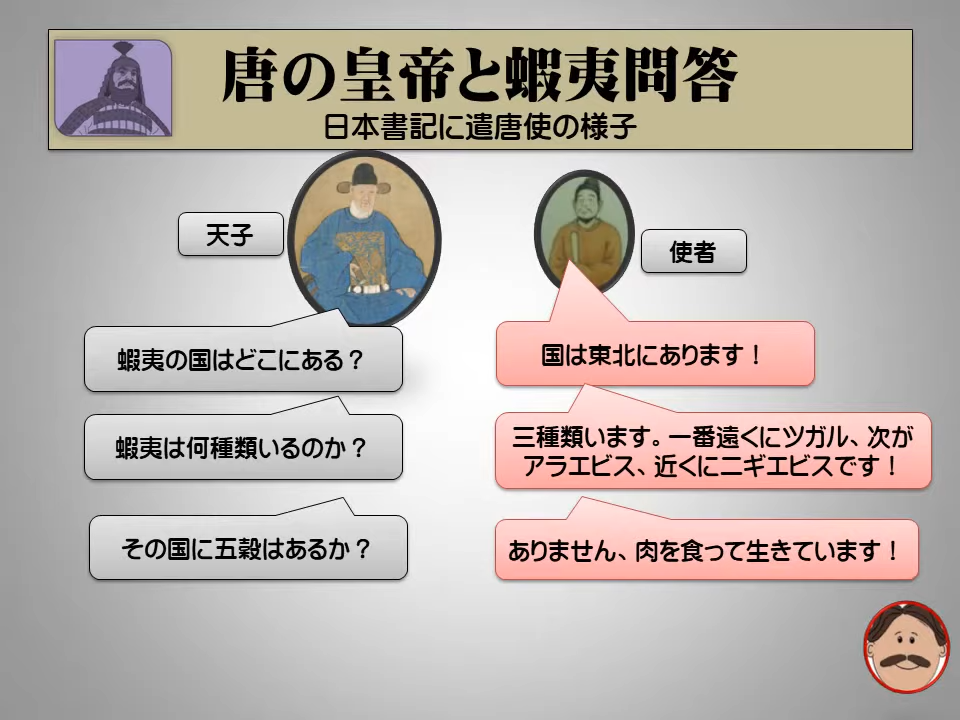 唐の皇帝と蝦夷問答
日本書記に遣唐使の様子
天子
使者
蝦夷の国はどこにある？
国は東北にあります！
蝦夷は何種類いるのか？
三種類います。一番遠くにツガル、次が
アラエビス、近くにニギエビスです！
その国に五穀はあるか？
ありません、肉を食って生きています！